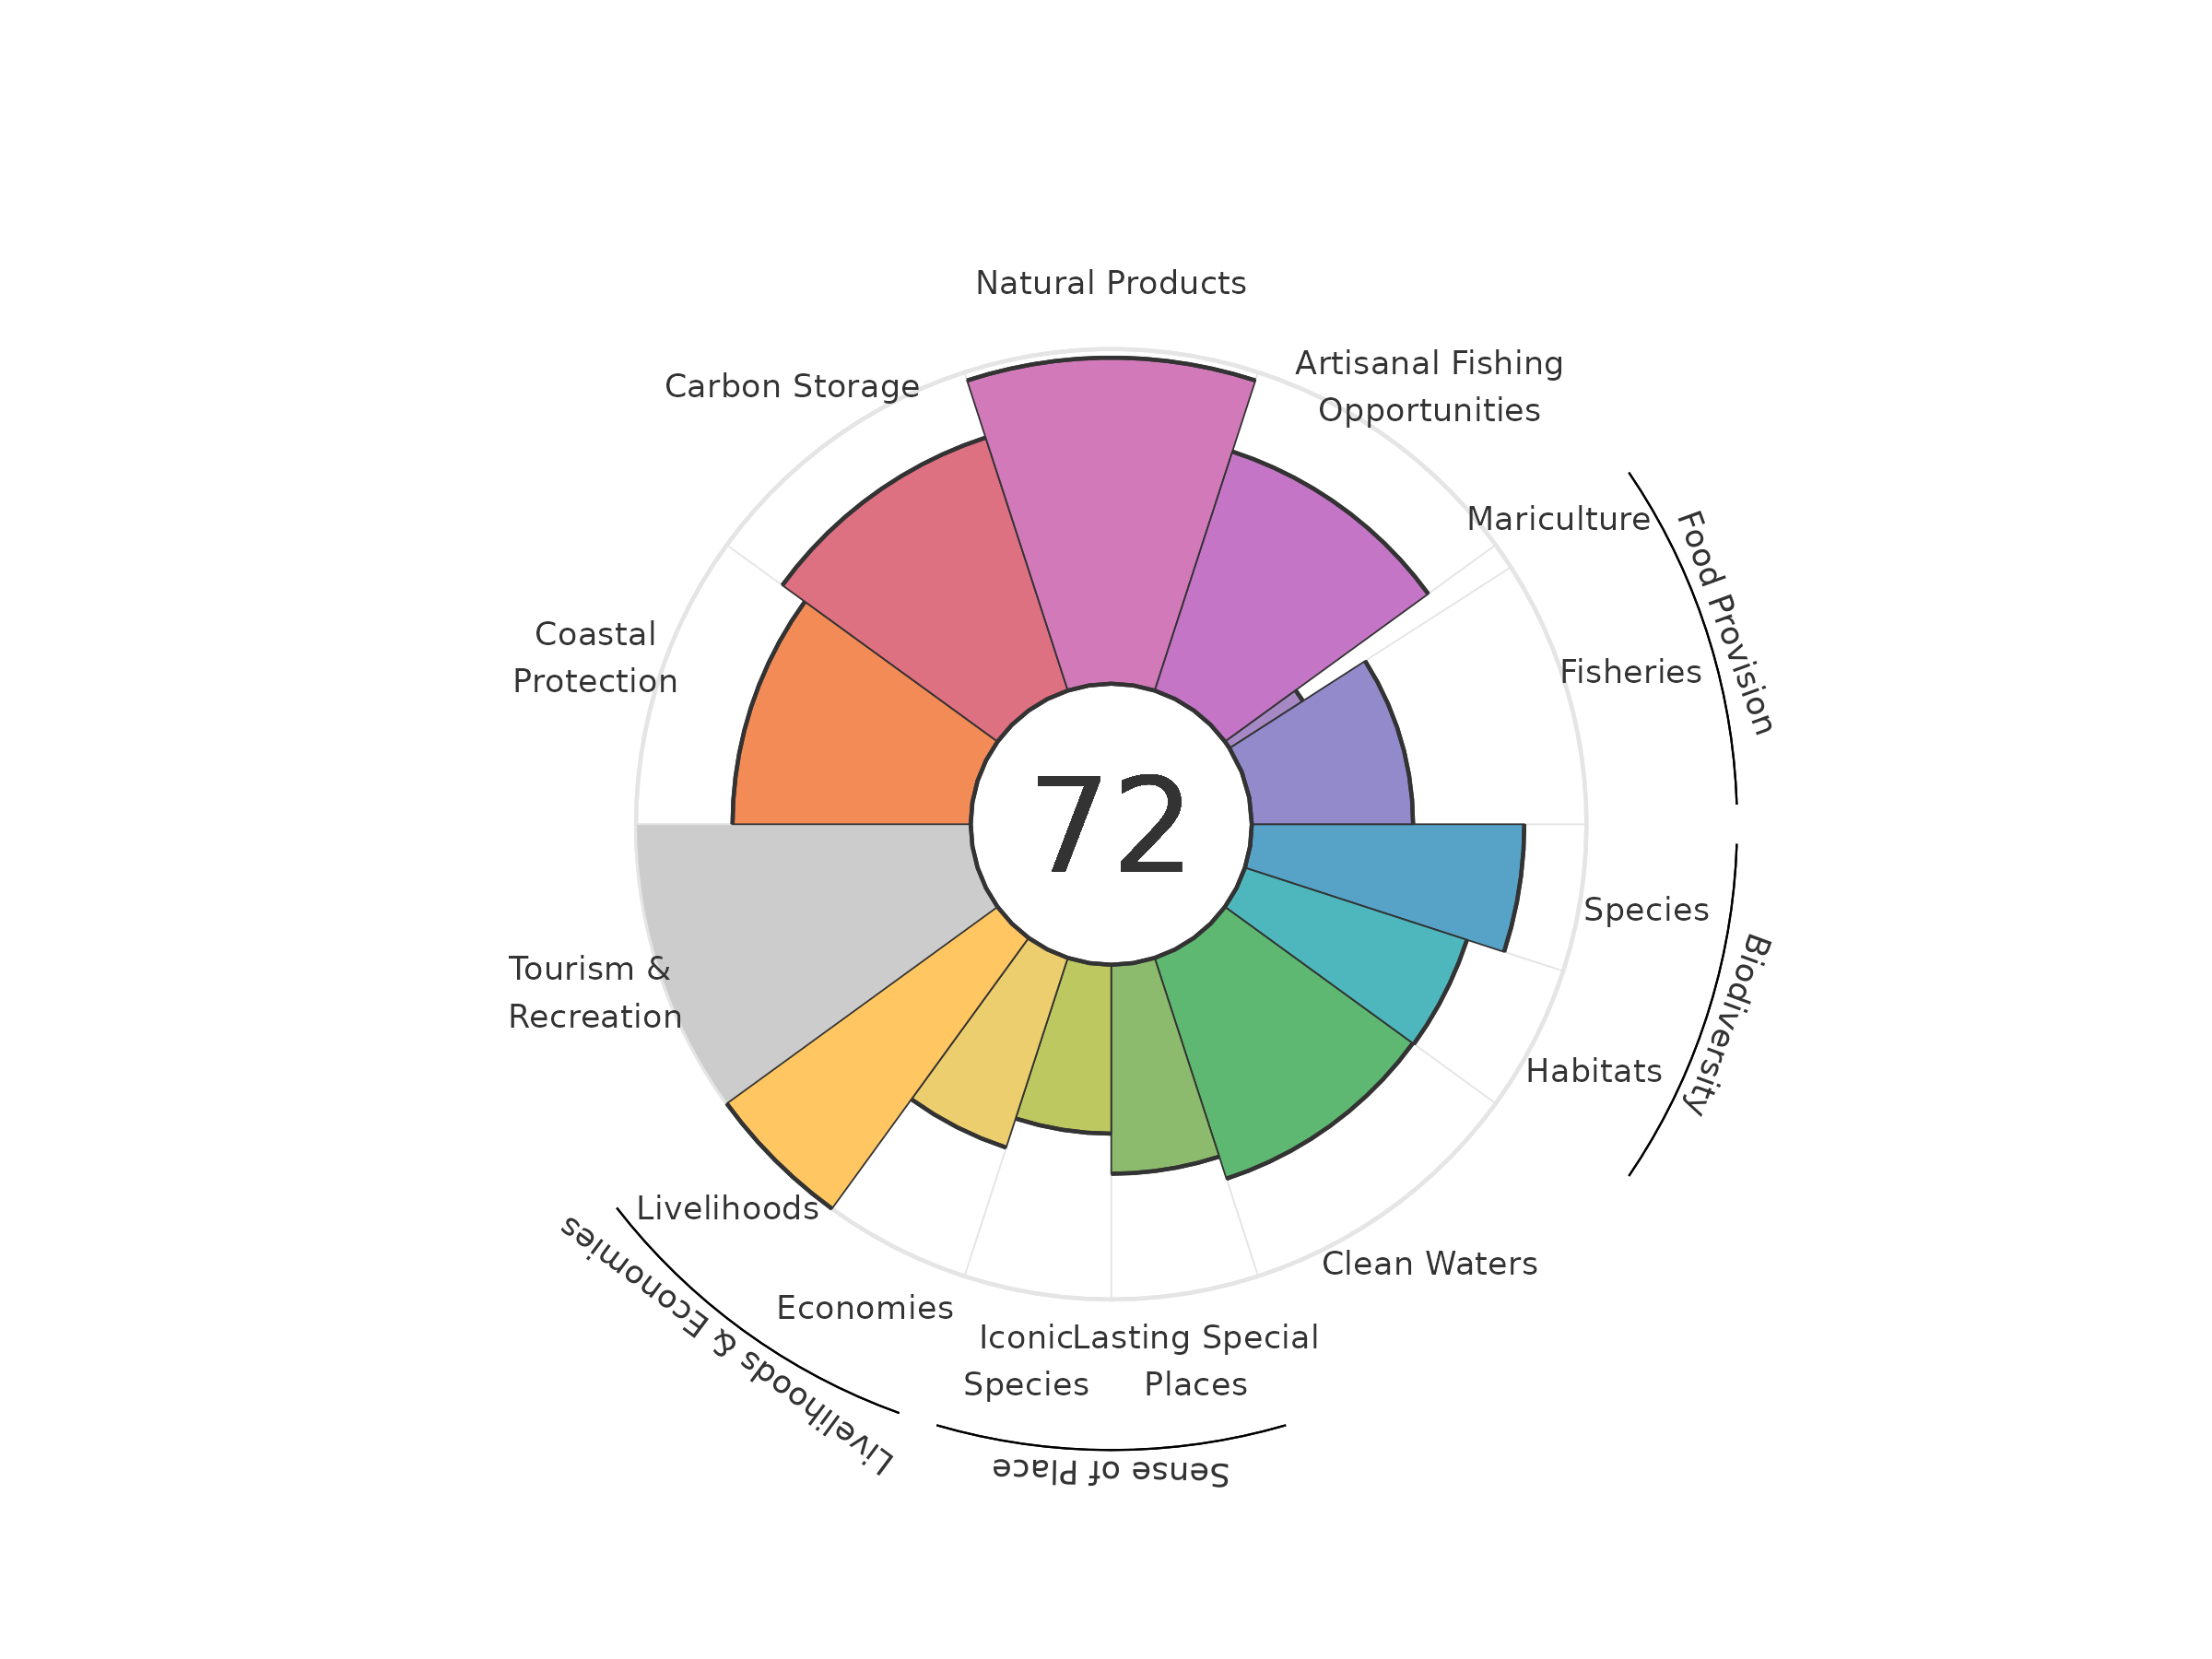 Natural Products
Artisanal Fishing
Opportunities
Carbon Storage
Mariculture
Food Provision
Coastal
Protection
Fisheries
72
Species
Biodiversity
Tourism &
Recreation
Habitats
Livelihoods
Clean Waters
Livelihoods & Economies
Economies
Iconic
Species
Lasting Special
Places
Sense of Place